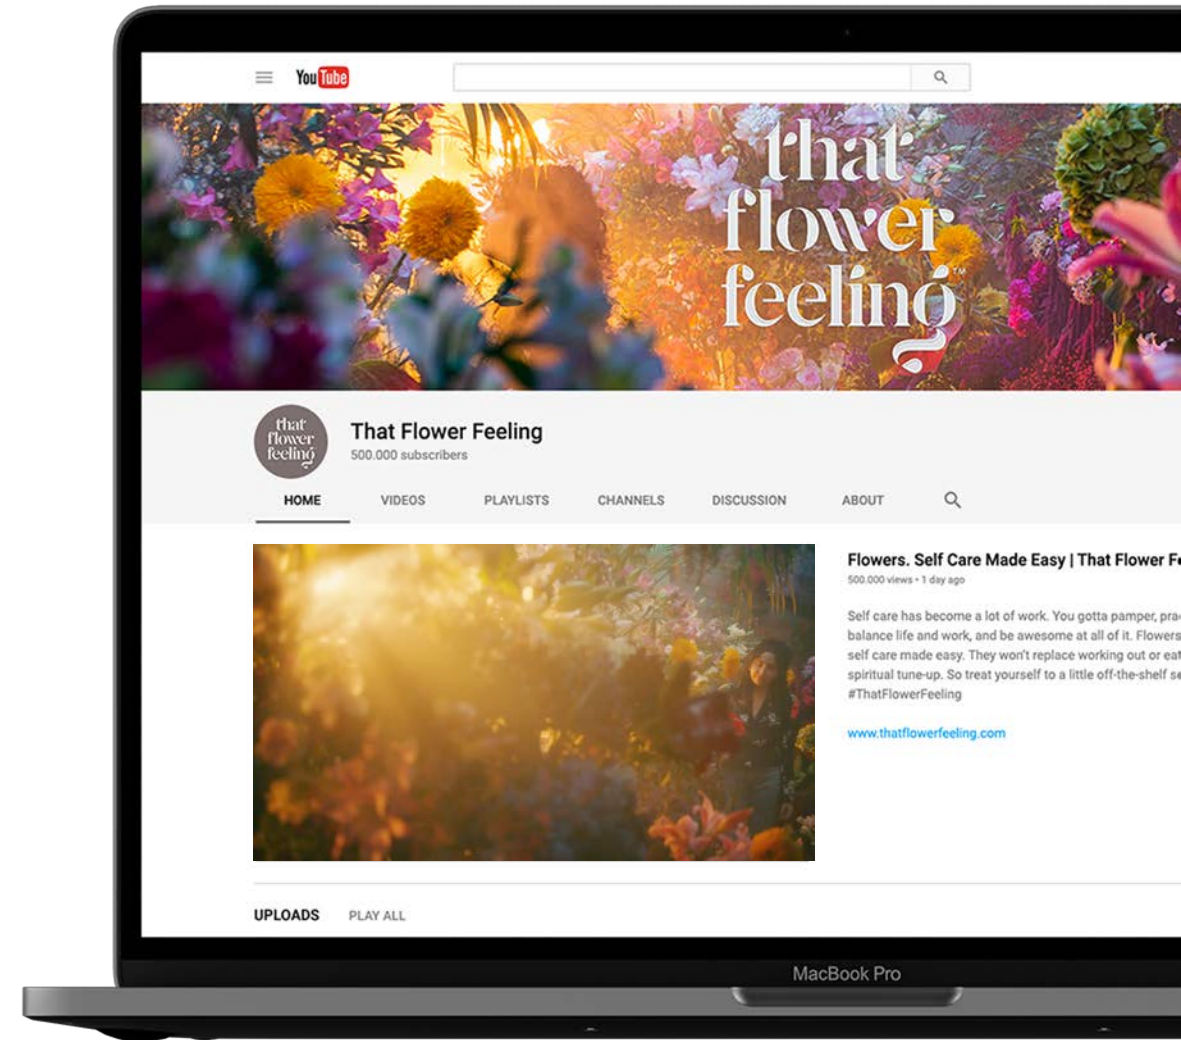 YouTube
that
flower
feeling
™
that
flower
feeling
That Flower Feeling
500.000 subscribers
HOME VIDEOS PLAYLISTS CHANNELS DISCUSSION ABOUT
Flowers. Self Care Made Easy | That Flower
500.000 views • 1 day ago
Self care has become a lot of work. You gotta pamper,
balance life and work, and be awesome at all of it. Flowers
self care made easy. They won't replace working out or
spiritual tune-up. So treat yourself to a little off-the-shelf
#ThatFlowerFeeling
www.thatflowerfeeling.com
UPLOADS PLAY ALL
MacBook Pro